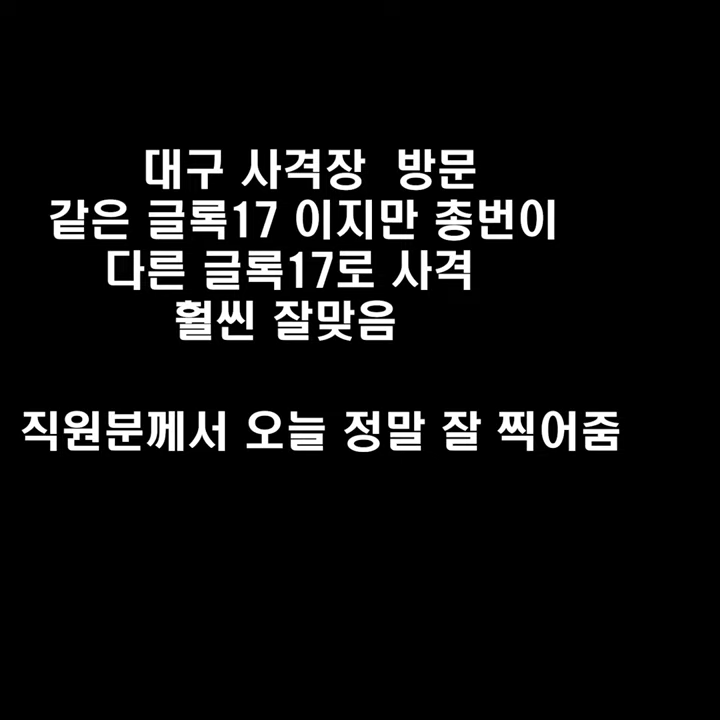 대구 사격장 방문
같은 글록17 이지만 총번이
다른 글록17로 사격
훨씬 잘맞음
직원분께서 오늘 정말 잘 찍어줌